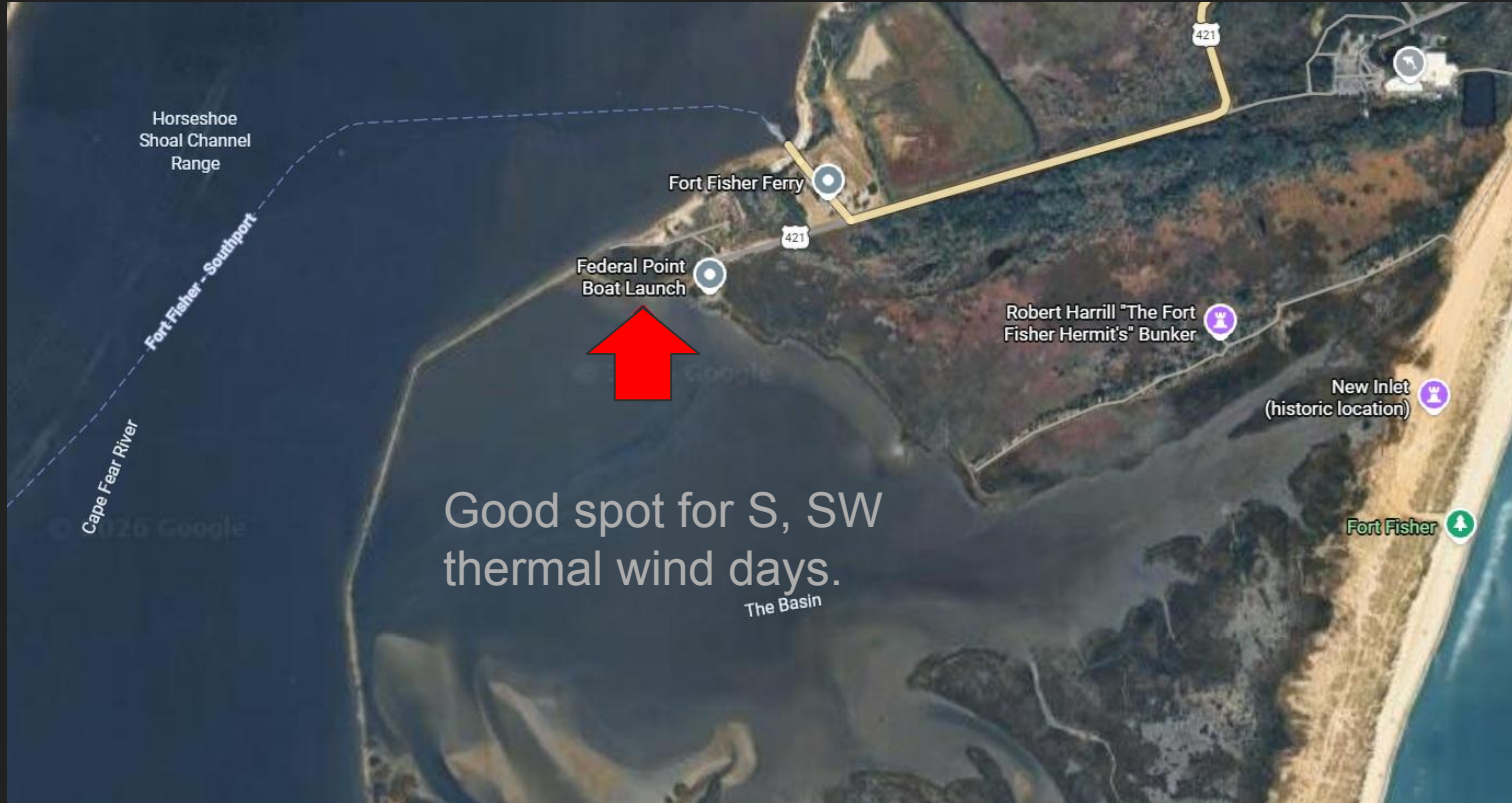 421
Horseshoe
Shoal Channel
Range
Fort Fisher Ferry
Fort Fisher - Southport
421
Federal Point
Boat Launch
Robert Harrill "The Fort
Fisher Hermit's" Bunker
Google
New Inlet
(historic location)
Cape Fear River
Good spot for S, SW
thermal wind days.
2026 Google
Fort Fisher
The Basin